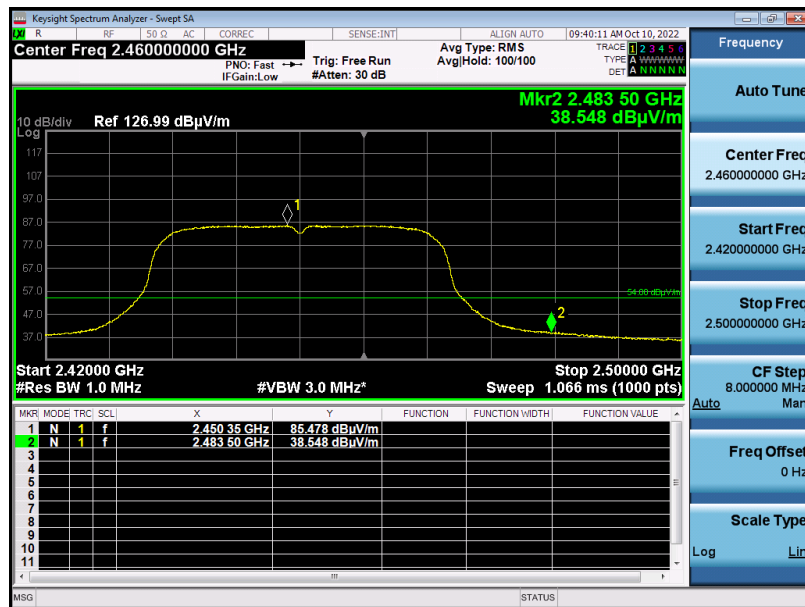 Keysight Spectrum Analyzer - Swept SA
LXI R RF 50 Ω AC CORREC SENSE:INT ALIGN AUTO 09:40:11 AM Oct 10, 2022
Center Freq 2.460000000 GHz
PNO: Fast
IFGain:Low
Trig: Free Run
#Atten: 30 dB
Avg Type: RMS
Avg|Hold: 100/100
TRACE 1 2 3 4 5 6
TYPE A WWWWW
DET A N N N N N
Mkr2 2.483 50 GHz
38.548 dBµV/m
10 dB/div Ref 126.99 dBµV/m
Log
117
107
97.0
87.0
77.0
67.0
57.0
47.0
37.0
1
54.00 dBµV/m
2
Start 2.42000 GHz Stop 2.50000 GHz
#Res BW 1.0 MHz #VBW 3.0 MHz* Sweep 1.066 ms (1000 pts)
MKR MODE TRC SCL X Y FUNCTION FUNCTION WIDTH FUNCTION VALUE
1 N 1 f 2.450 35 GHz 85.478 dBµV/m
2 N 1 f 2.483 50 GHz 38.548 dBµV/m
3
4
5
6
7
8
9
10
11
MSG STATUS
Frequency
Auto Tune
Center Freq
2.460000000 GHz
Start Freq
2.420000000 GHz
Stop Freq
2.500000000 GHz
CF Step
8.000000 MHz
Auto Man
Freq Offset
0 Hz
Scale Type
Log Lin